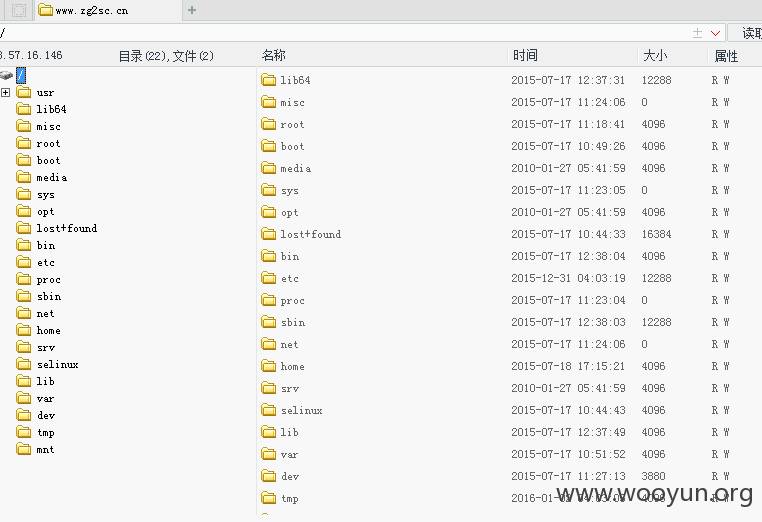 www.zg2sc.cn
/
3.57.16.146 目录(22),文件(2) 名称 时间 大小 属性
读取
/
usr
lib64
misc
root
boot
media
sys
opt
lost+found
bin
etc
proc
sbin
net
home
srv
selinux
lib
var
dev
tmp
mnt
lib64 2015-07-17 12:37:31 12288 R W
misc 2015-07-17 11:24:06 0 R W
root 2015-07-17 11:18:41 4096 R W
boot 2015-07-17 10:49:26 4096 R W
media 2010-01-27 05:41:59 4096 R W
sys 2015-07-17 11:23:05 0 R W
opt 2010-01-27 05:41:59 4096 R W
lost+found 2015-07-17 10:44:33 16384 R W
bin 2015-07-17 12:38:04 4096 R W
etc 2015-12-31 04:03:19 12288 R W
proc 2015-07-17 11:23:04 0 R W
sbin 2015-07-17 12:38:03 12288 R W
net 2015-07-17 11:24:06 0 R W
home 2015-07-18 17:15:21 4096 R W
srv 2010-01-27 05:41:59 4096 R W
selinux 2015-07-17 10:44:43 4096 R W
lib 2015-07-17 12:37:49 4096 R W
var 2015-07-17 10:51:52 4096 R W
dev 2015-07-17 11:27:13 3880 R W
tmp 4096 R W
www.wooyun.org